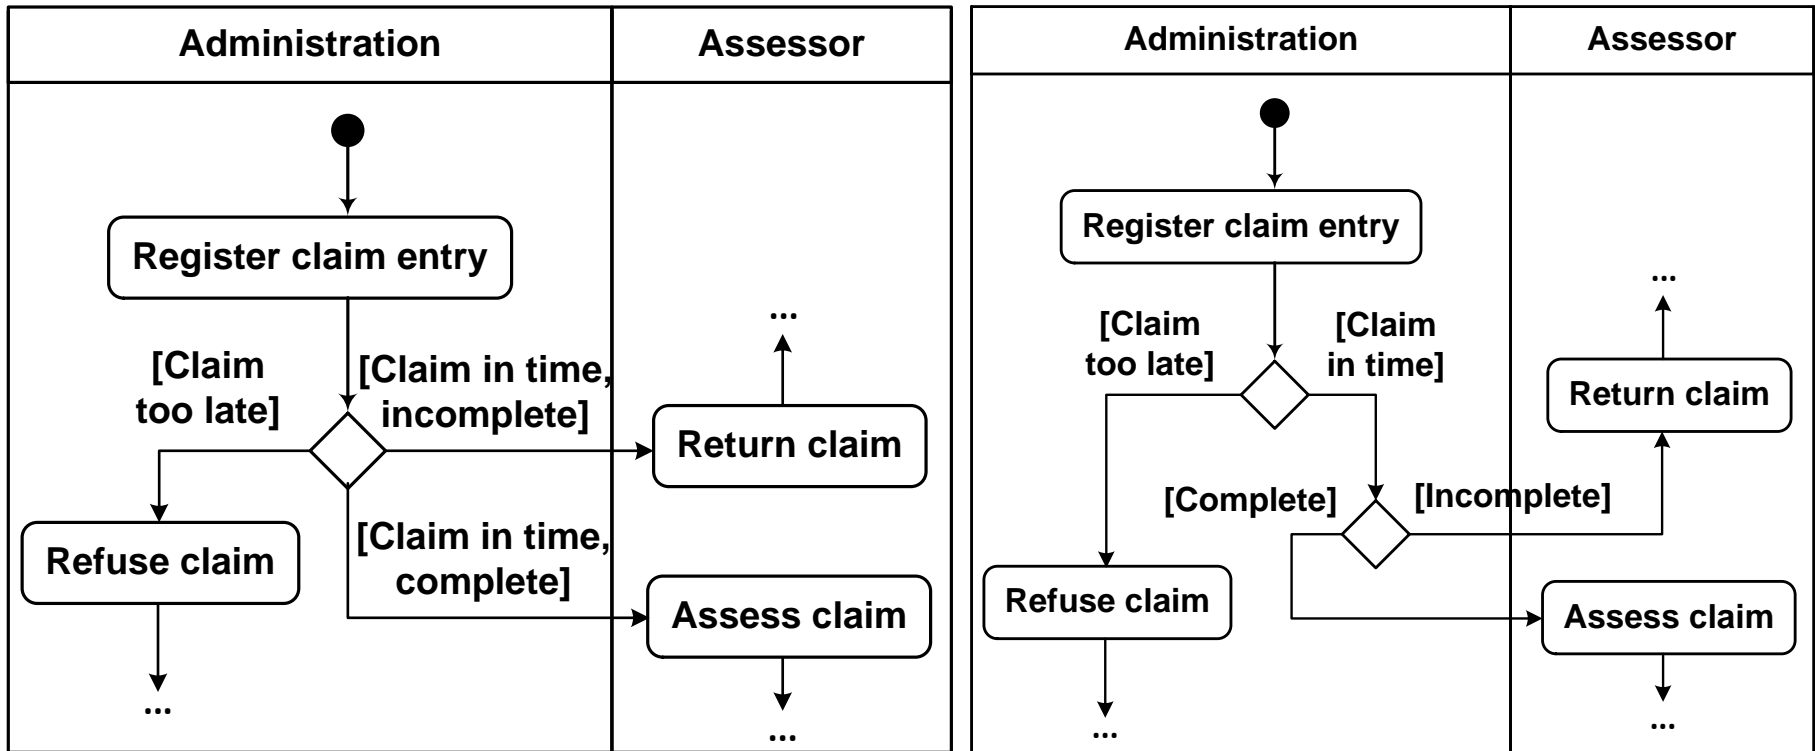 Administration
Assessor
Register claim entry
[Claim
too late]
[Claim in time,
incomplete]
...
Return claim
Refuse claim
[Claim in time,
complete]
Assess claim
...
...
Administration
Assessor
Register claim entry
[Claim
too late]
[Claim
in time]
...
Return claim
[Complete]
[Incomplete]
Refuse claim
Assess claim
...
...